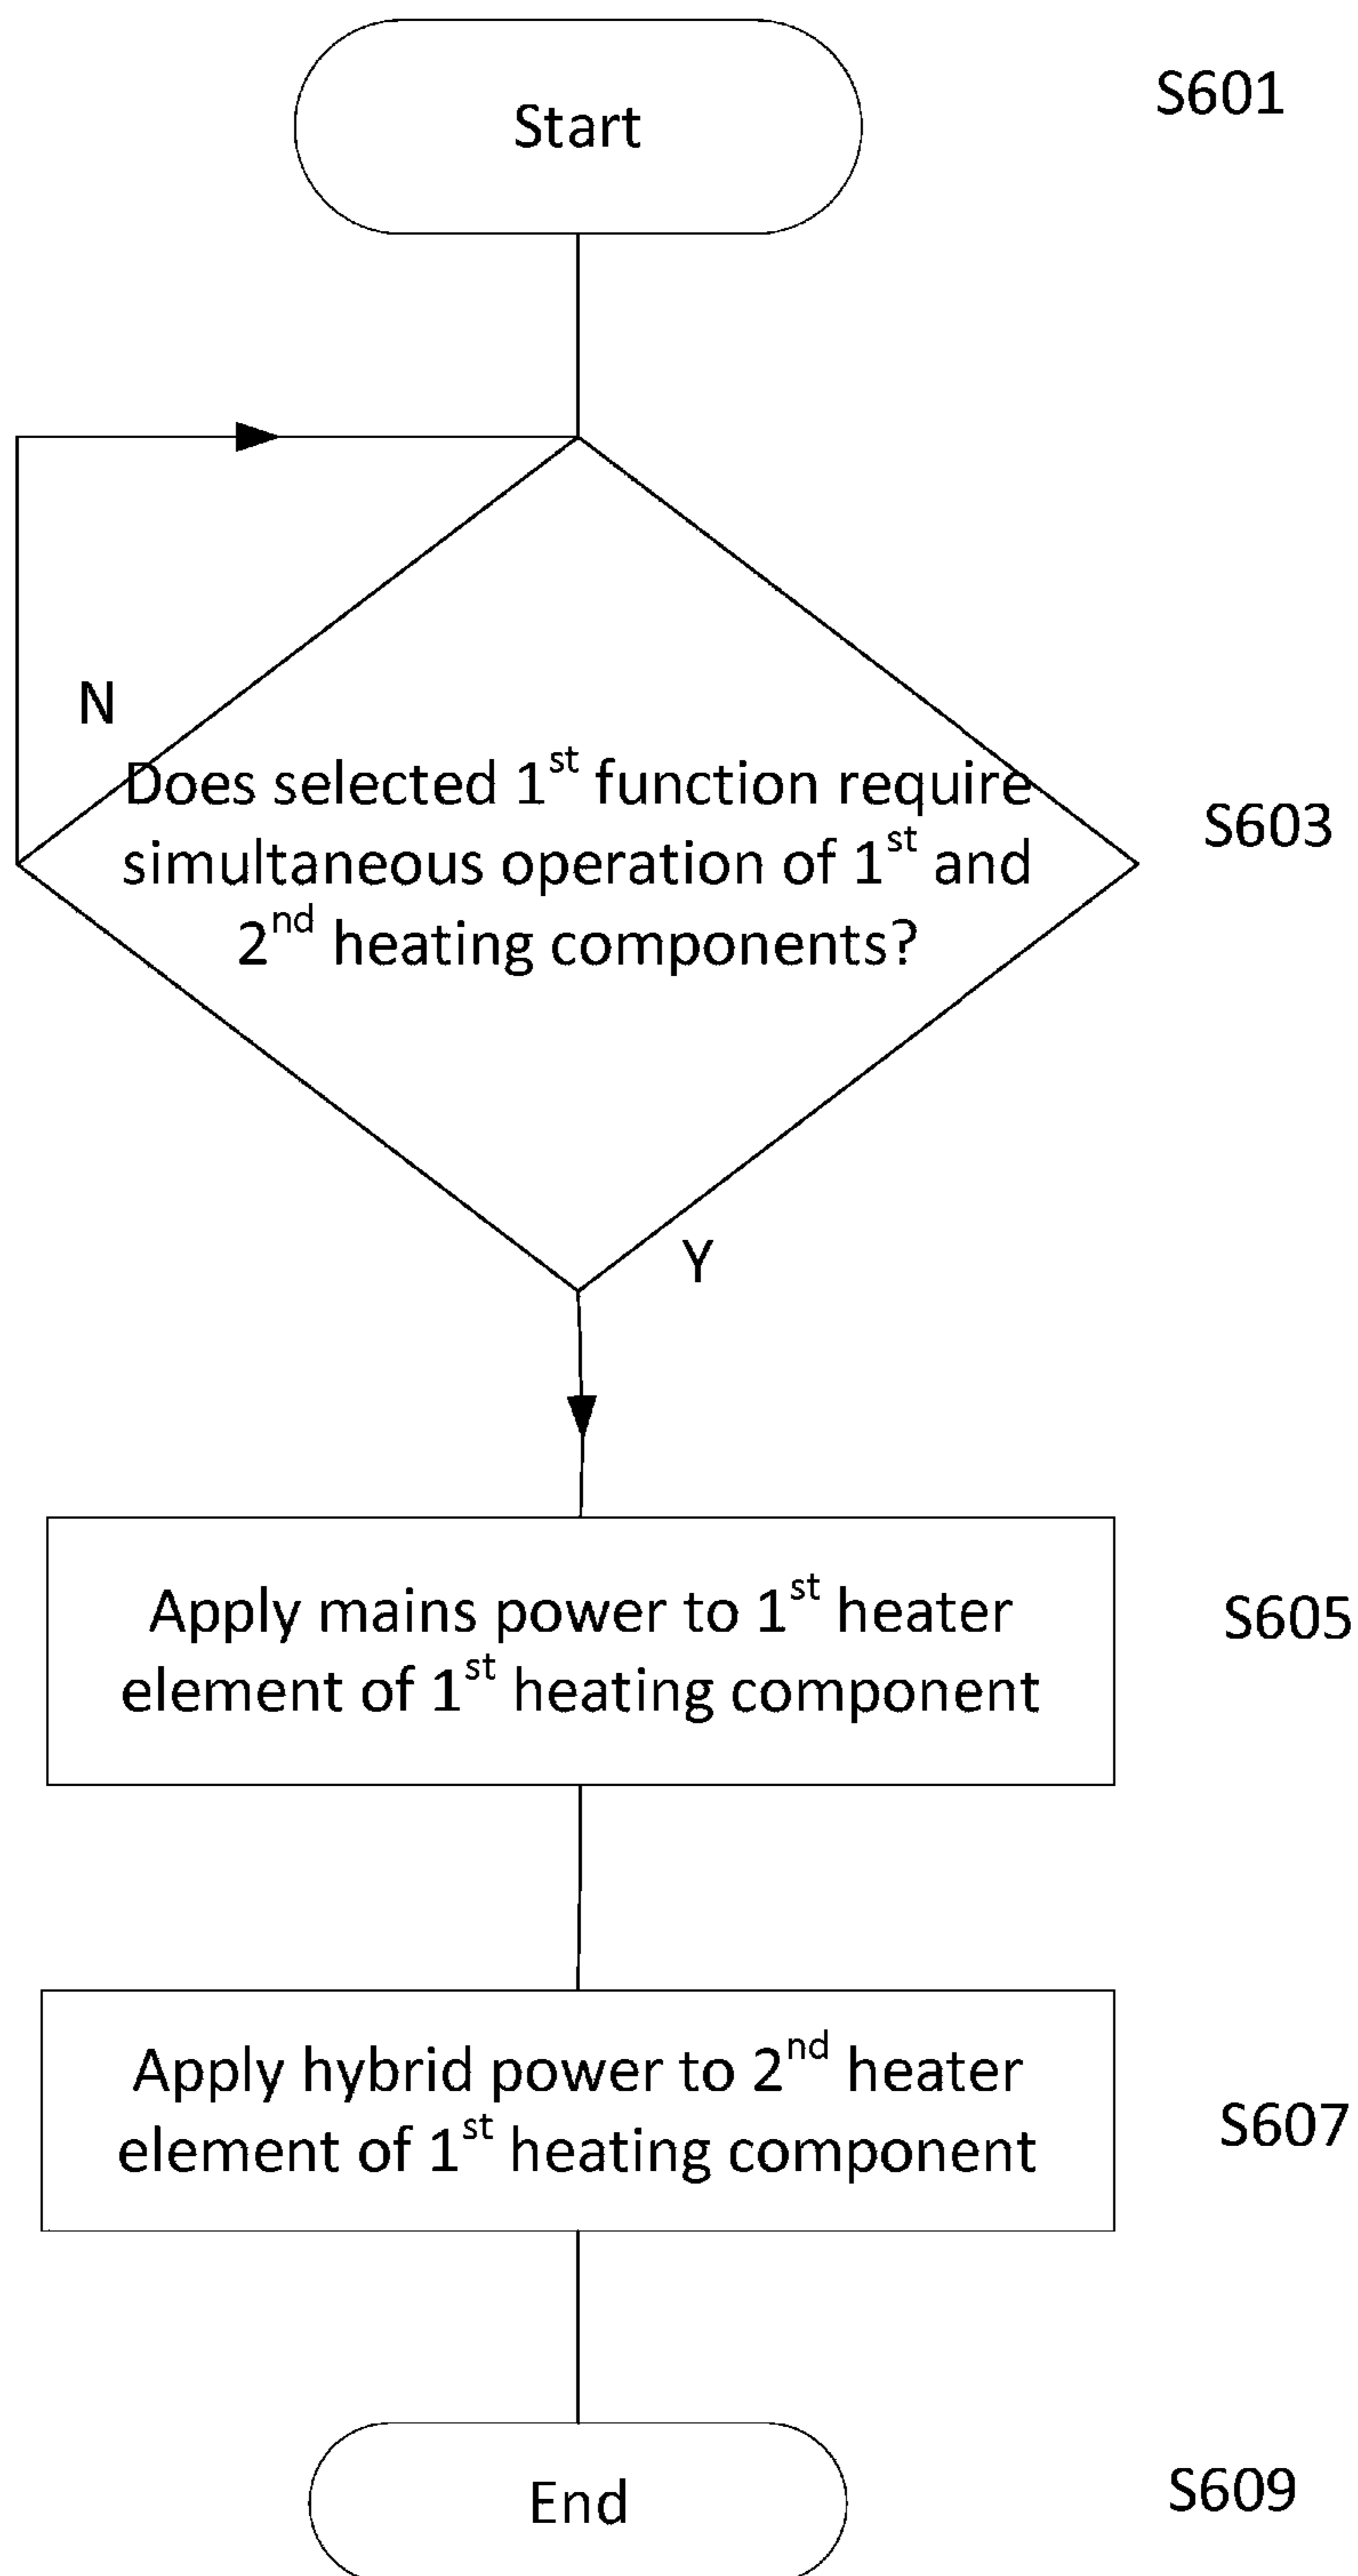 Start
S601
N
Does selected 1st function require
simultaneous operation of 1st and
2nd heating components?
S603
Y
Apply mains power to 1st heater
element of 1st heating component
S605
Apply hybrid power to 2nd heater
element of 1st heating component
S607
End
S609